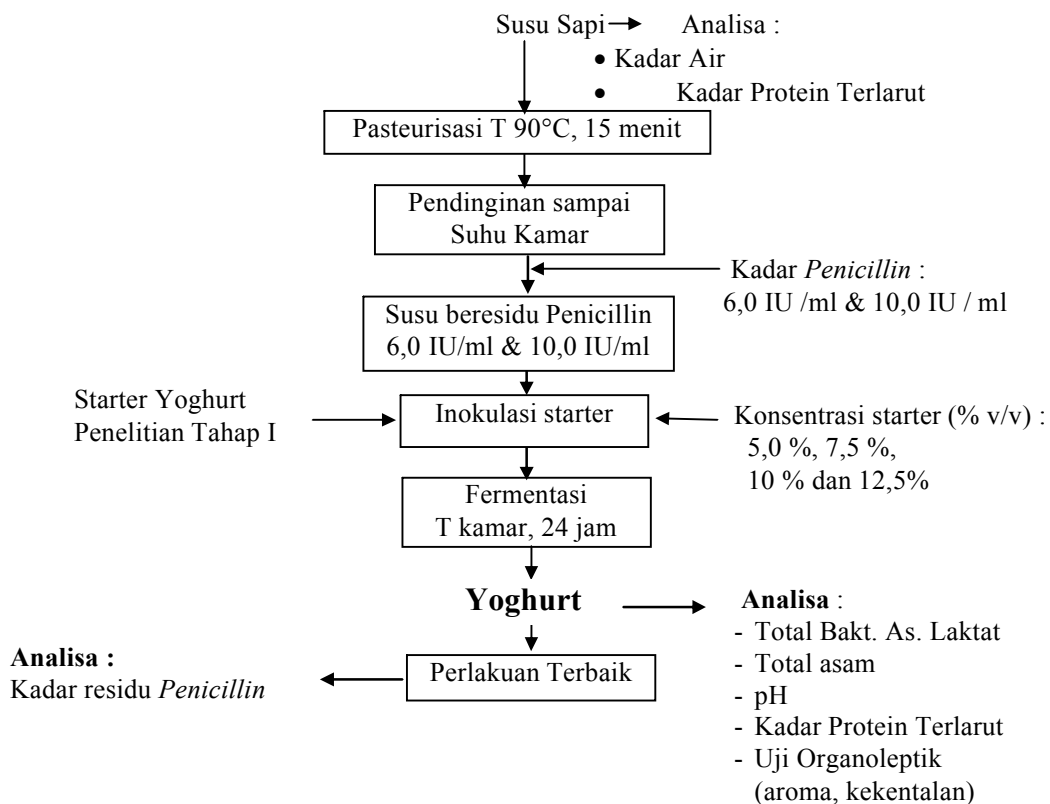 Susu Sapi
Analisa :
• Kadar Air
• Kadar Protein Terlarut
Pasteurisasi T 90°C, 15 menit
Pendinginan sampai
Suhu Kamar
Kadar Penicillin :
6,0 IU /ml & 10,0 IU / ml
Susu beresidu Penicillin
6,0 IU/ml & 10,0 IU/ml
Starter Yoghurt
Penelitian Tahap I
Inokulasi starter
Konsentrasi starter (% v/v) :
5,0 %, 7,5 %,
10 % dan 12,5%
Fermentasi
T kamar, 24 jam
Yoghurt
Analisa :
- Total Bakt. As. Laktat
- Total asam
- pH
- Kadar Protein Terlarut
- Uji Organoleptik
(aroma, kekentalan)
Perlakuan Terbaik
Analisa :
Kadar residu Penicillin